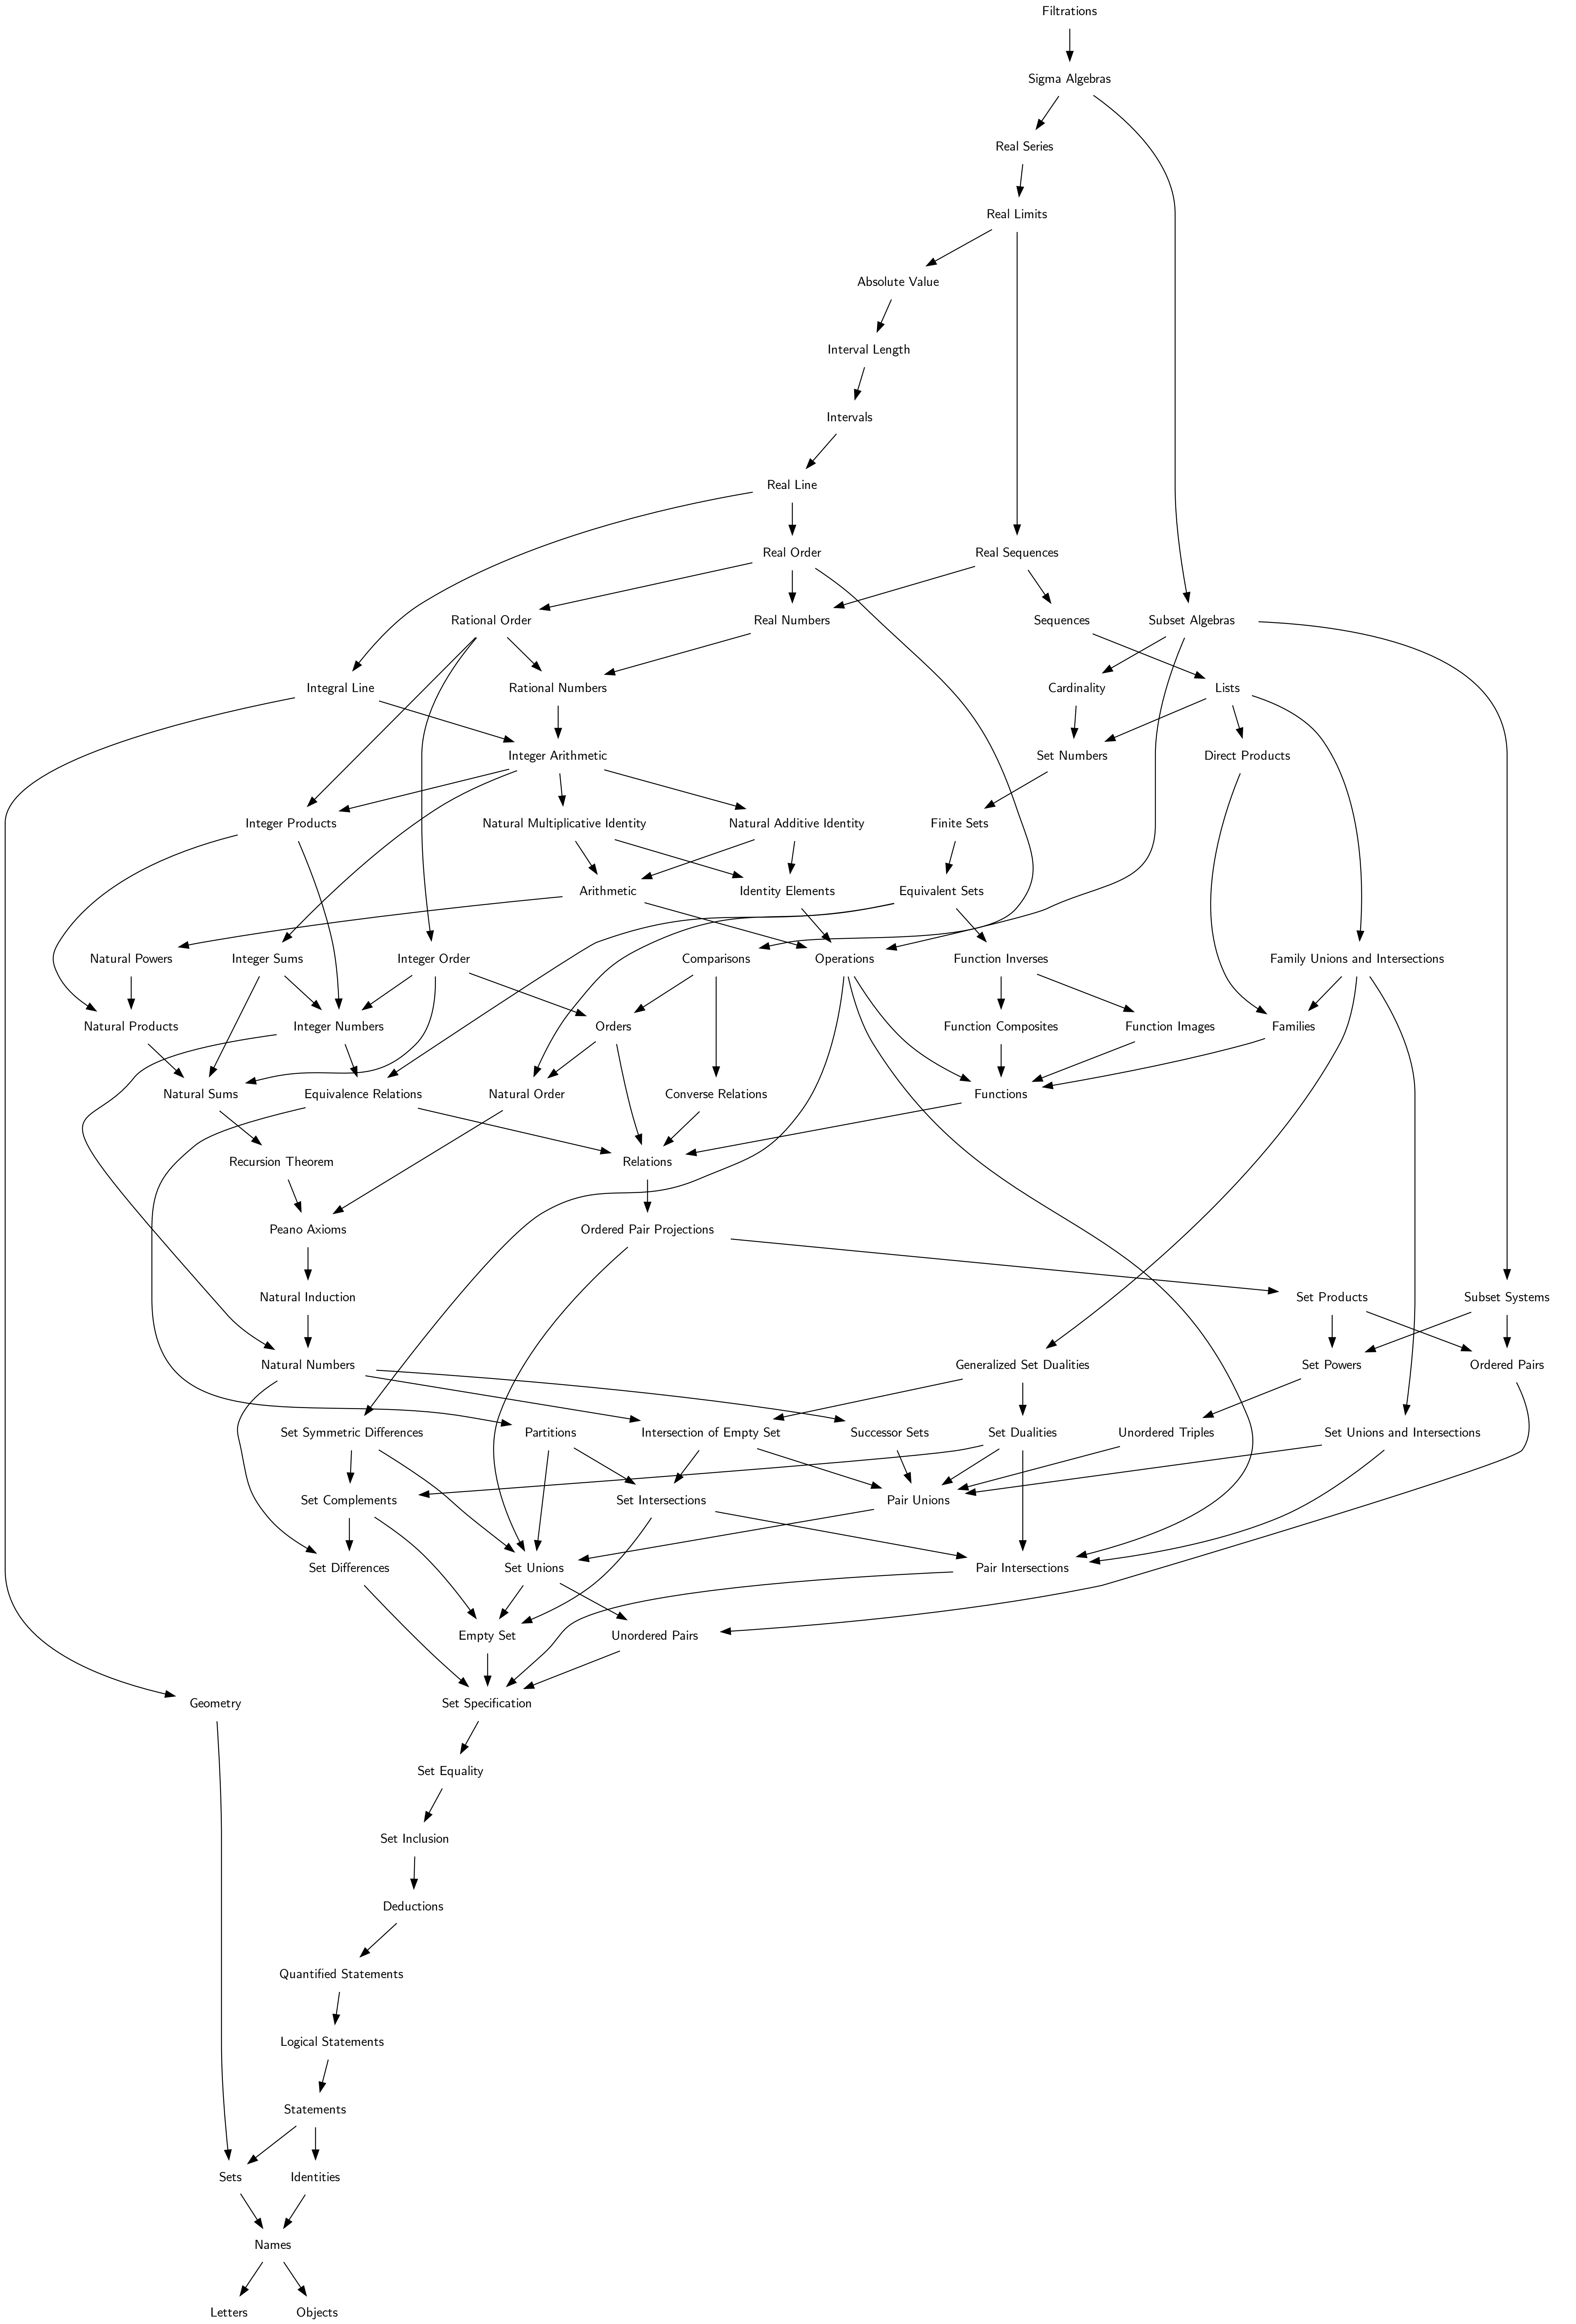 Filtrations
Sigma Algebras
Real Series
Real Limits
Absolute Value
Interval Length
Intervals
Real Line
Real Order
Real Sequences
Rational Order
Real Numbers
Sequences
Subset Algebras
Integral Line
Rational Numbers
Cardinality
Lists
Integer Arithmetic
Set Numbers
Direct Products
Integer Products
Natural Multiplicative Identity
Natural Additive Identity
Finite Sets
Arithmetic
Identity Elements
Equivalent Sets
Natural Powers
Integer Sums
Integer Order
Comparisons
Operations
Function Inverses
Family Unions and Intersections
Natural Products
Integer Numbers
Orders
Function Composites
Function Images
Families
Natural Sums
Equivalence Relations
Natural Order
Converse Relations
Functions
Recursion Theorem
Relations
Peano Axioms
Ordered Pair Projections
Natural Induction
Set Products
Subset Systems
Natural Numbers
Generalized Set Dualities
Set Powers
Ordered Pairs
Set Symmetric Differences
Partitions
Intersection of Empty Set
Successor Sets
Set Dualities
Unordered Triples
Set Unions and Intersections
Set Complements
Set Intersections
Pair Unions
Set Differences
Set Unions
Pair Intersections
Empty Set
Unordered Pairs
Geometry
Set Specification
Set Equality
Set Inclusion
Deductions
Quantified Statements
Logical Statements
Statements
Sets
Identities
Names
Letters
Objects